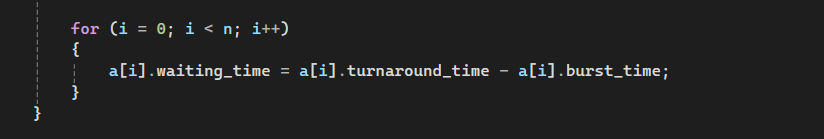 for (i = 0; i < n; i++)
{
a[i].waiting_time = a[i].turnaround_time - a[i].burst_time;
}
}